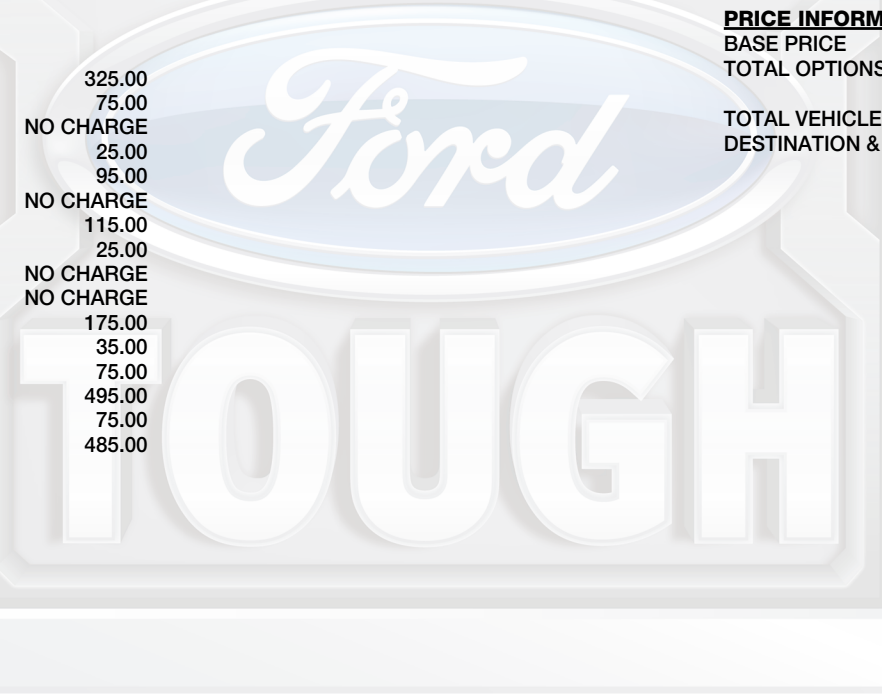 325.00
75.00
NO CHARGE
25.00
95.00
NO CHARGE
115.00
25.00
NO CHARGE
NO CHARGE
175.00
35.00
75.00
495.00
75.00
485.00
PRICE INFORM
BASE PRICE
TOTAL OPTIONS
TOTAL VEHICLE
DESTINATION &
Ford
TOUGH